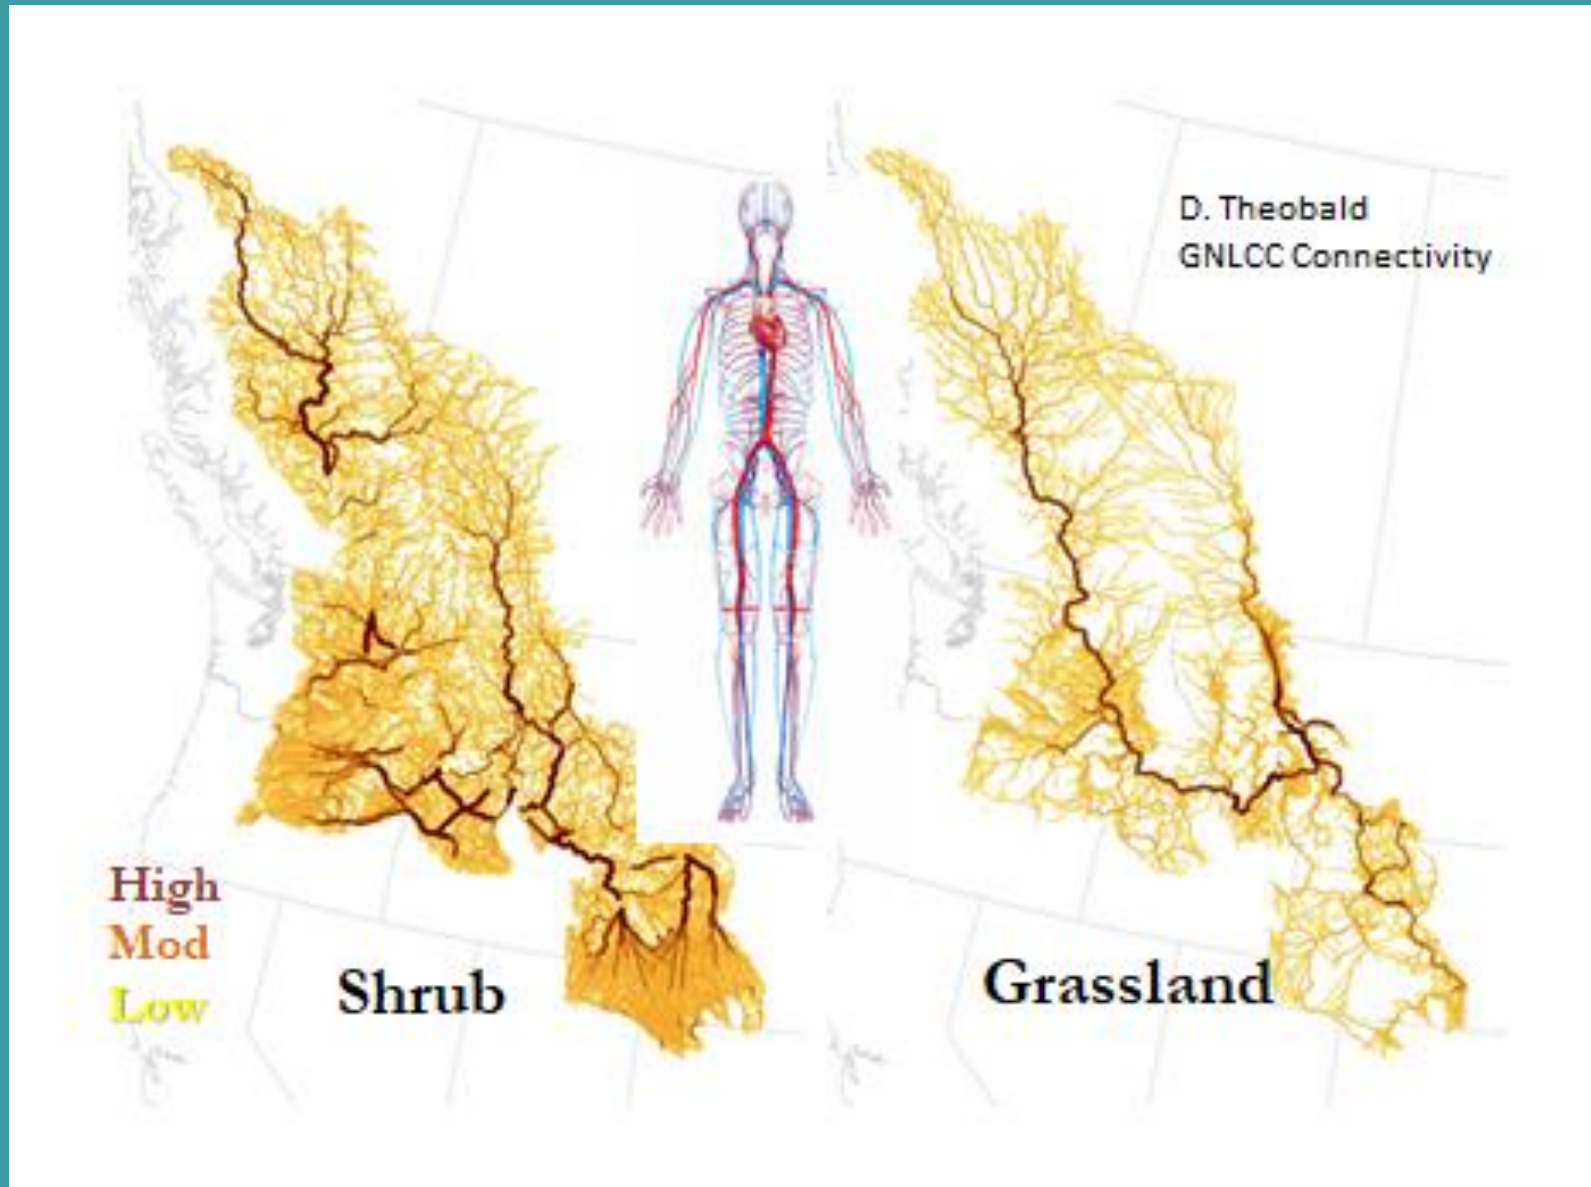 D. Theobald
GNLCC Connectivity
High
Mod
Low
Shrub
Grassland